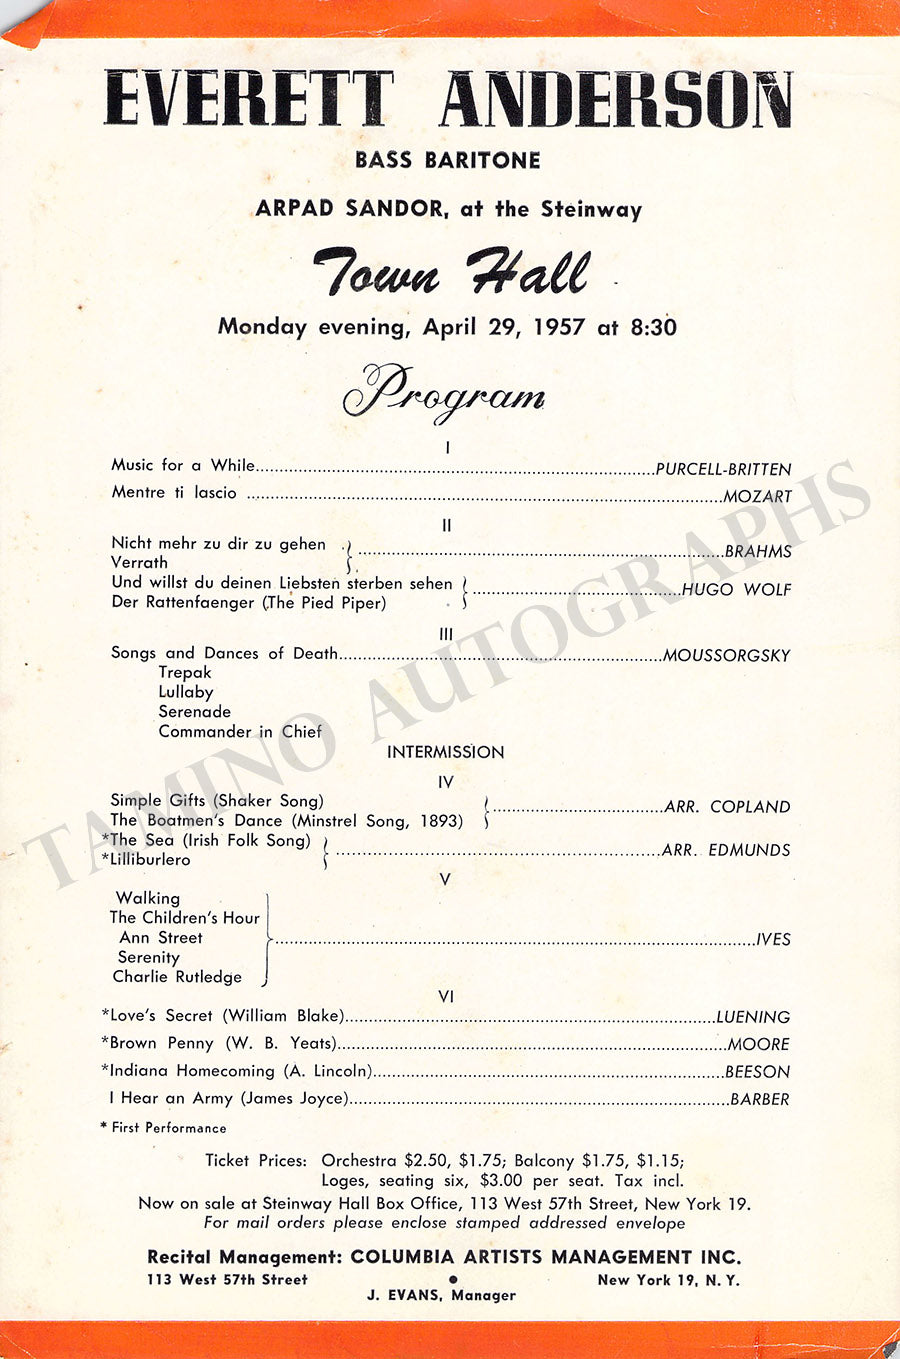 EVERETT ANDERSON
BASS BARITONE
ARPAD SANDOR, at the Steinway
Town Hall
Monday evening, April 29, 1957 at 8:30
Program
I
Music for a While PURCELL-BRITTEN
Mentre ti lascio MOZART
II
Nicht mehr zu dir zu gehen
Verrath BRAHMS
Und willst du deinen Liebsten sterben sehen
Der Rattenfaenger (The Pied Piper) HUGO WOLF
III
Songs and Dances of Death MOUSSORGSKY
Trepak
Lullaby
Serenade
Commander in Chief
INTERMISSION
IV
Simple Gifts (Shaker Song)
The Boatmen's Dance (Minstrel Song, 1893) ARR. COPLAND
*The Sea (Irish Folk Song)
*Lilliburlero ARR. EDMUNDS
V
Walking
The Children's Hour
Ann Street IVES
Serenity
Charlie Rutledge
VI
*Love's Secret (William Blake) LUENING
*Brown Penny (W. B. Yeats) MOORE
*Indiana Homecoming (A. Lincoln) BEESON
I Hear an Army (James Joyce) BARBER
* First Performance
Ticket Prices: Orchestra $2.50, $1.75; Balcony $1.75, $1.15;
Loges, seating six, $3.00 per seat. Tax incl.
Now on sale at Steinway Hall Box Office, 113 West 57th Street, New York 19.
For mail orders please enclose stamped addressed envelope
Recital Management: COLUMBIA ARTISTS MANAGEMENT INC.
113 West 57th Street • New York 19, N. Y.
J. EVANS, Manager
TAMINO AUTOGRAPHS